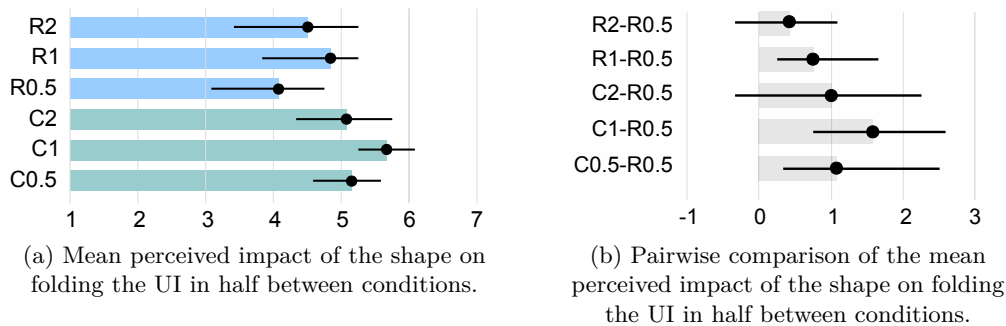 R2
R1
R0.5
C2
C1
C0.5
1 2 3 4 5 6 7
(a) Mean perceived impact of the shape on
folding the UI in half between conditions.
R2-R0.5
R1-R0.5
C2-R0.5
C1-R0.5
C0.5-R0.5
-1 0 1 2 3
(b) Pairwise comparison of the mean
perceived impact of the shape on folding
the UI in half between conditions.